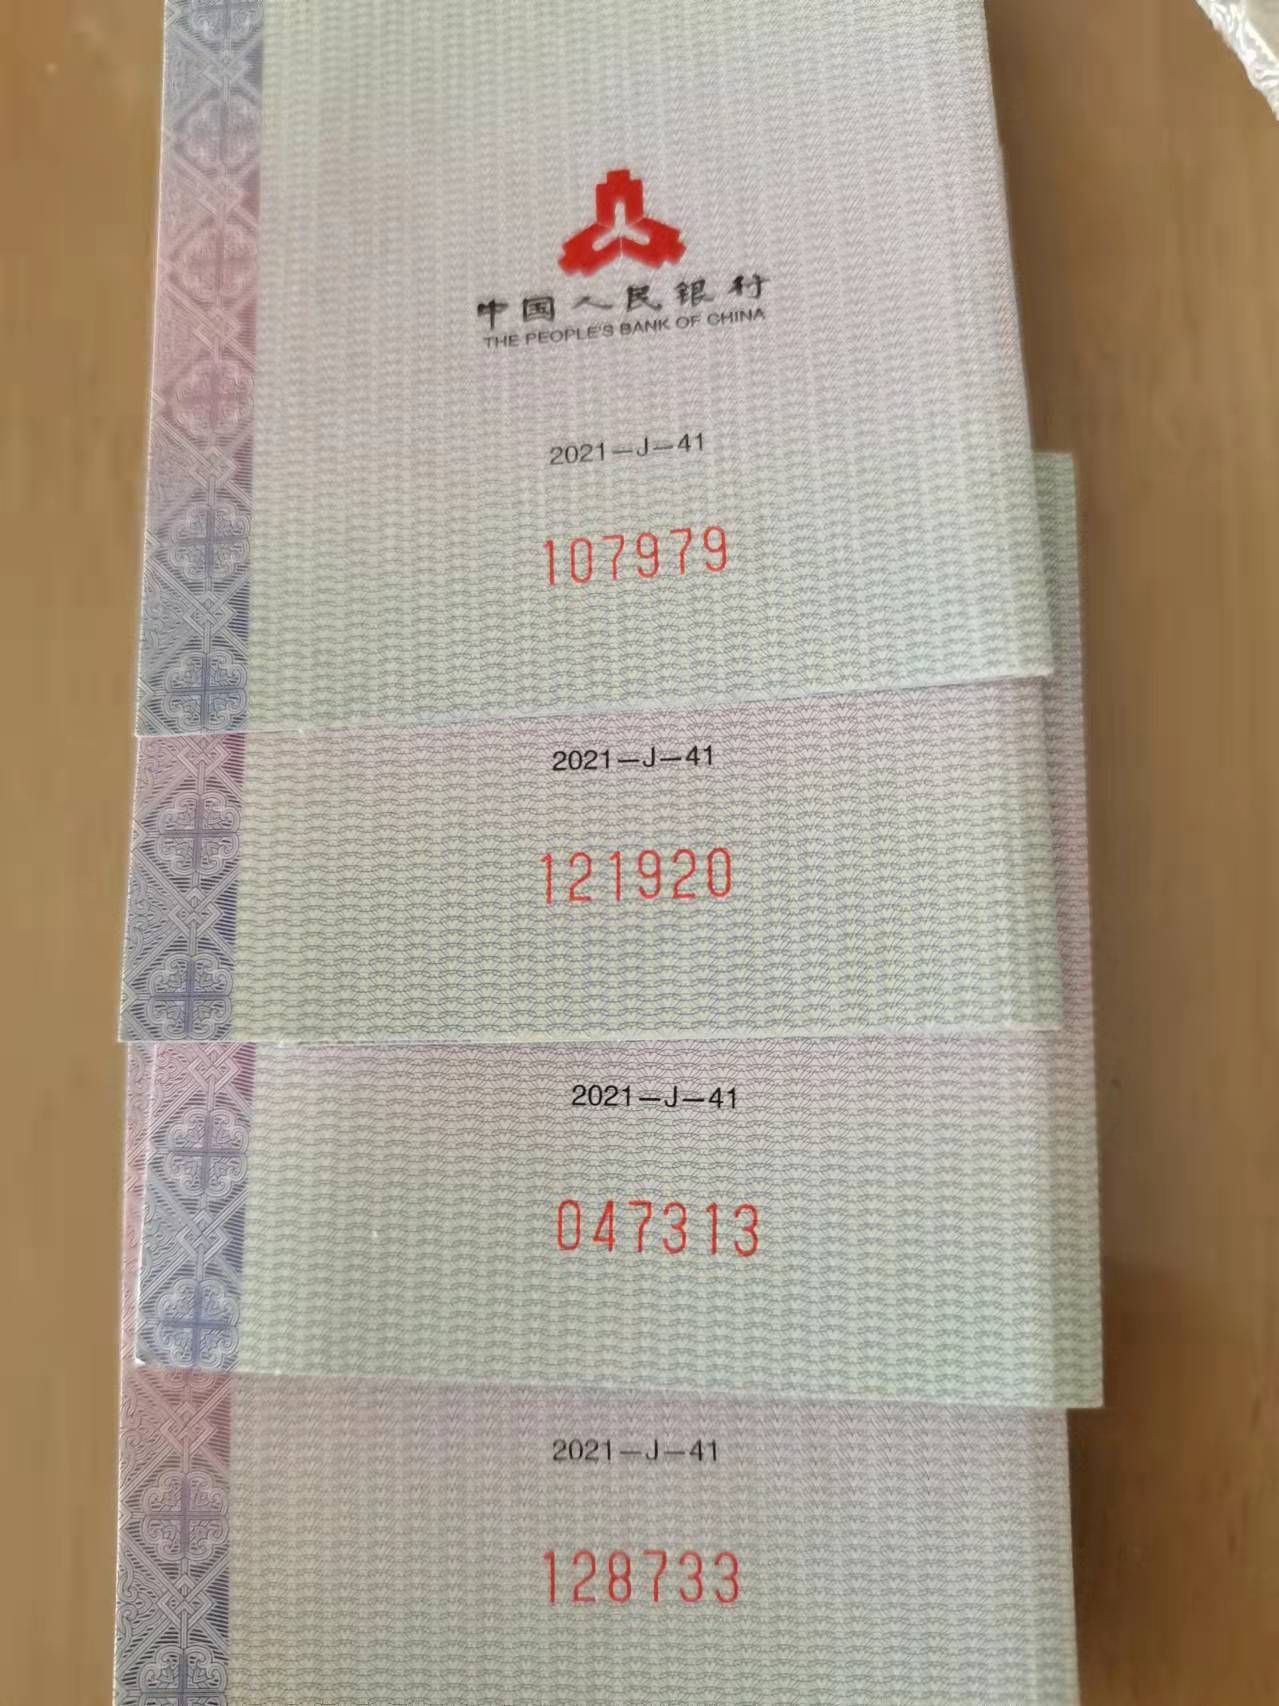 中国人民银行
THE PEOPLE'S BANK OF CHINA
2021-J-41
107979
2021-J-41
121920
2021-J-41
047313
2021-J-41
128733